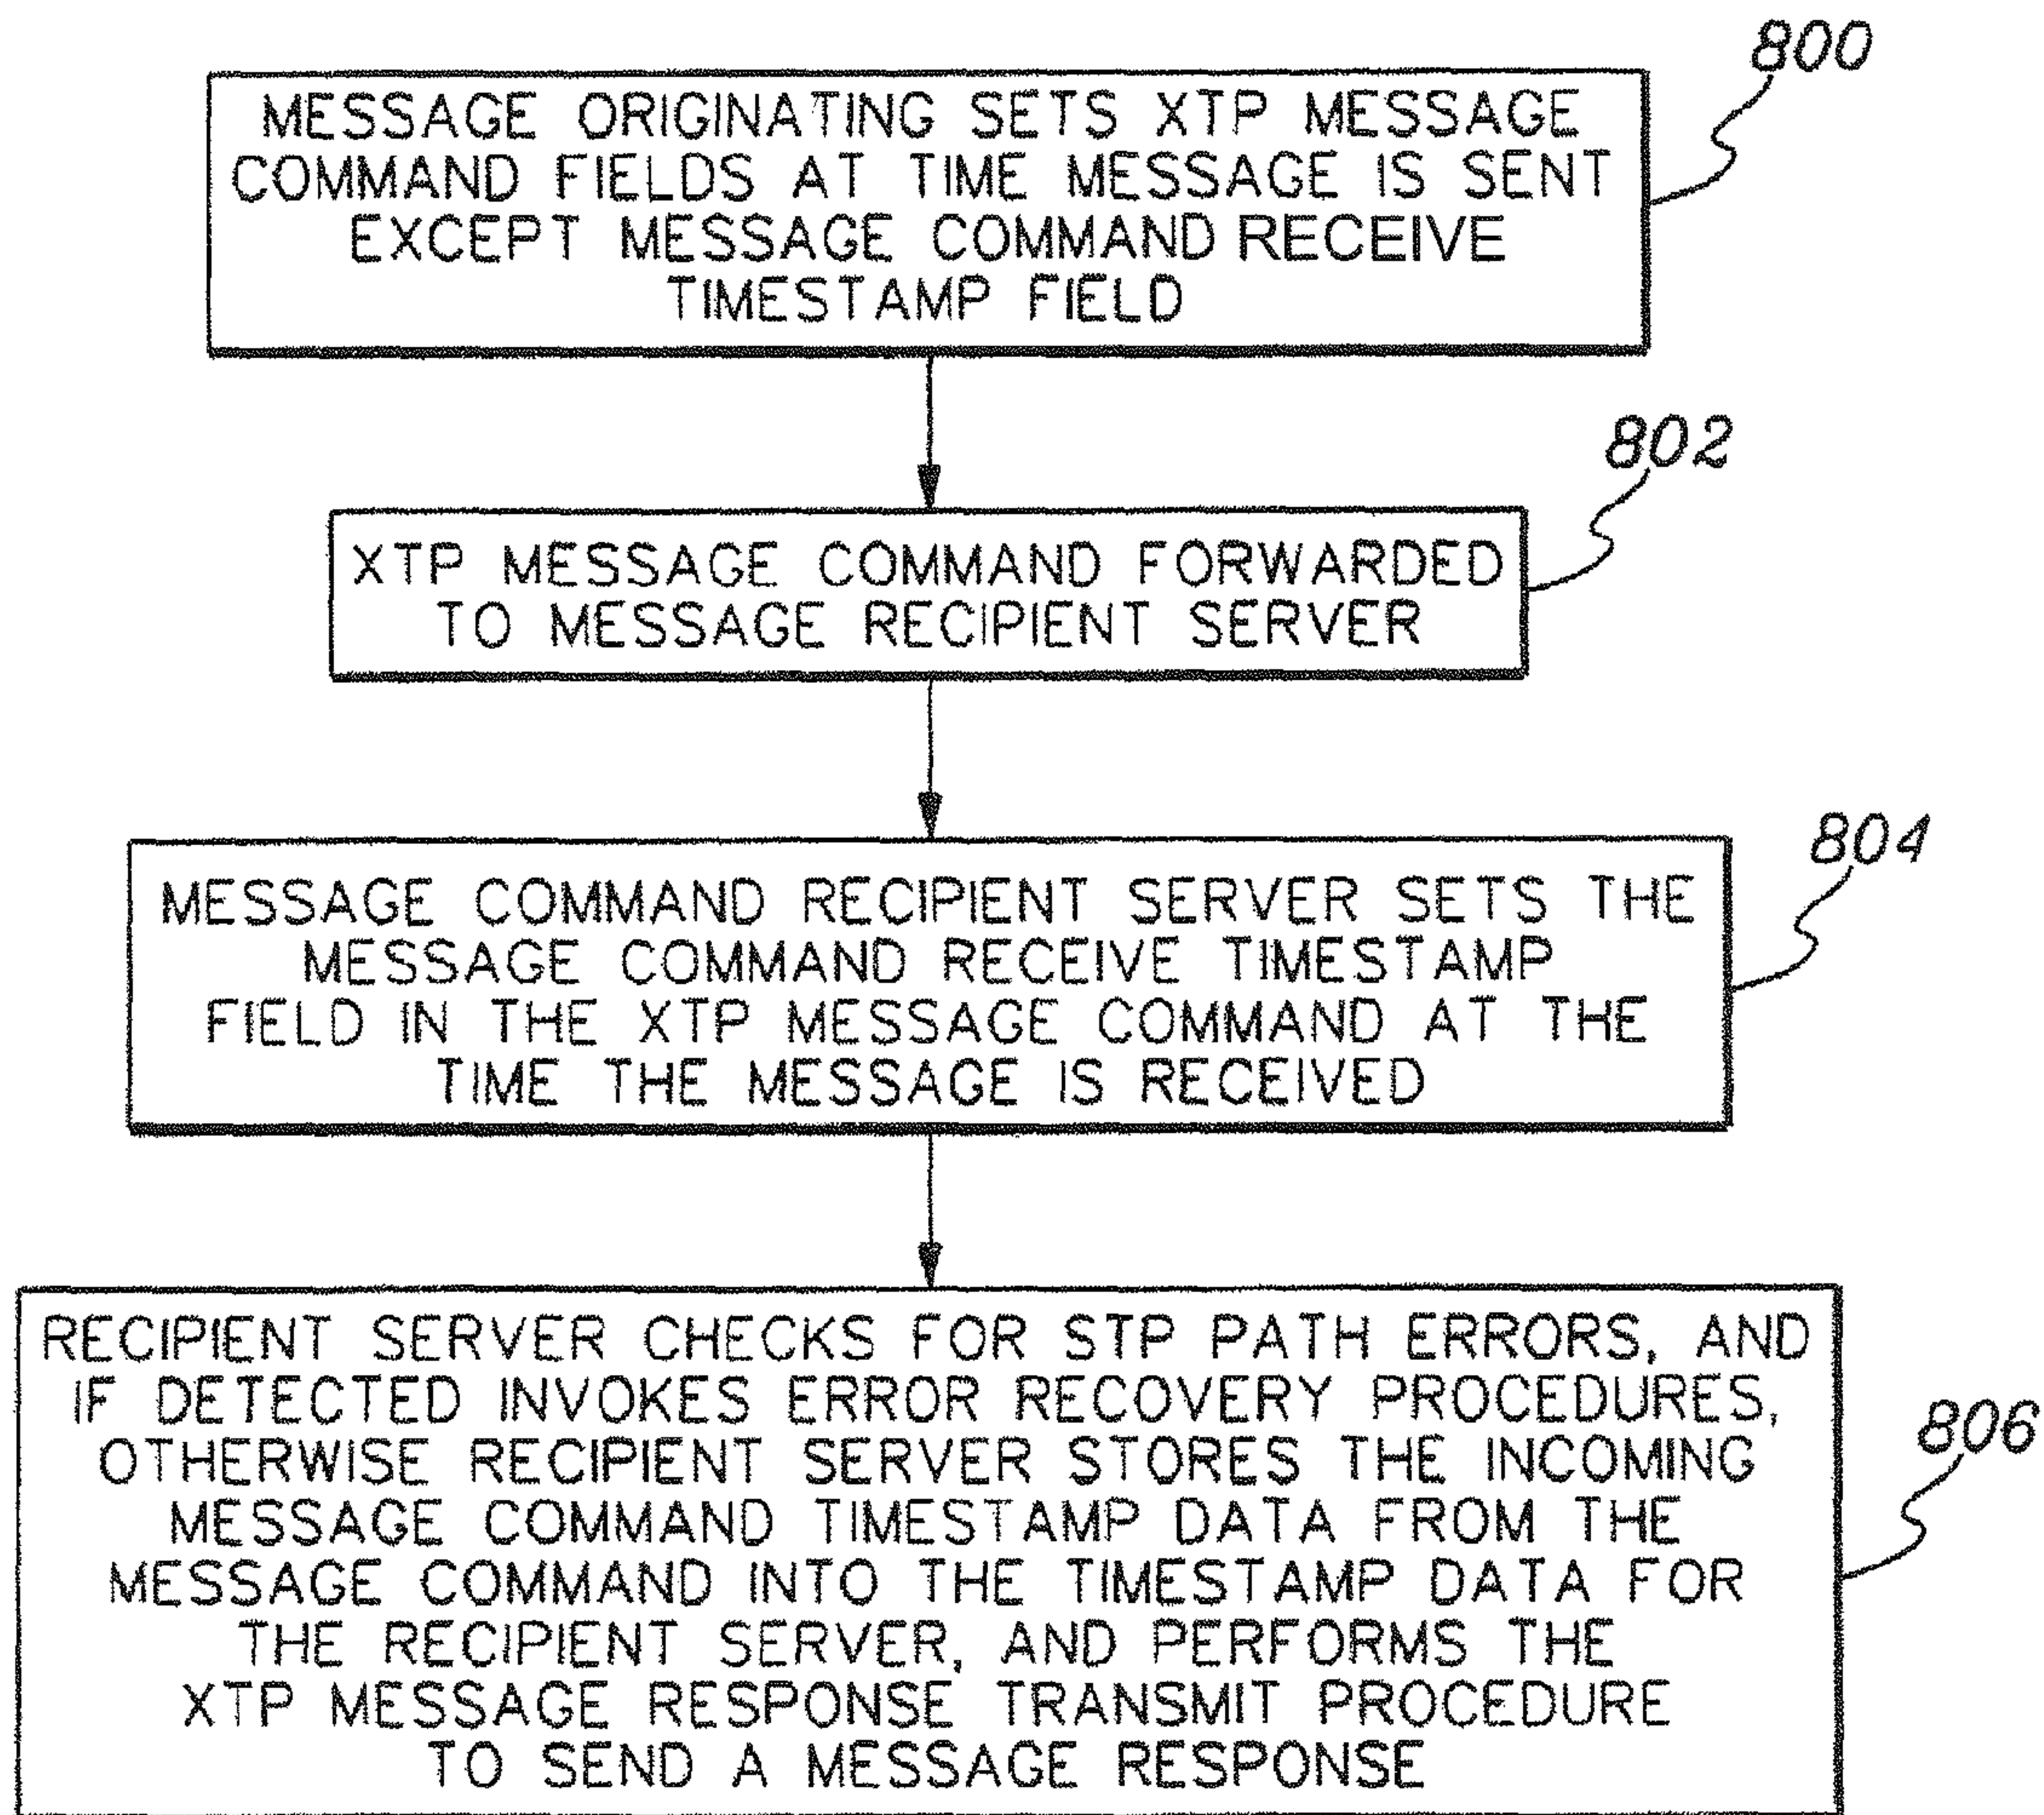 800
MESSAGE ORIGINATING SETS XTP MESSAGE
COMMAND FIELDS AT TIME MESSAGE IS SENT
EXCEPT MESSAGE COMMAND RECEIVE
TIMESTAMP FIELD
802
XTP MESSAGE COMMAND FORWARDED
TO MESSAGE RECIPIENT SERVER
804
MESSAGE COMMAND RECIPIENT SERVER SETS THE
MESSAGE COMMAND RECEIVE TIMESTAMP
FIELD IN THE XTP MESSAGE COMMAND AT THE
TIME THE MESSAGE IS RECEIVED
806
RECIPIENT SERVER CHECKS FOR STP PATH ERRORS, AND
IF DETECTED INVOKES ERROR RECOVERY PROCEDURES,
OTHERWISE RECIPIENT SERVER STORES THE INCOMING
MESSAGE COMMAND TIMESTAMP DATA FROM THE
MESSAGE COMMAND INTO THE TIMESTAMP DATA FOR
THE RECIPIENT SERVER, AND PERFORMS THE
XTP MESSAGE RESPONSE TRANSMIT PROCEDURE
TO SEND A MESSAGE RESPONSE